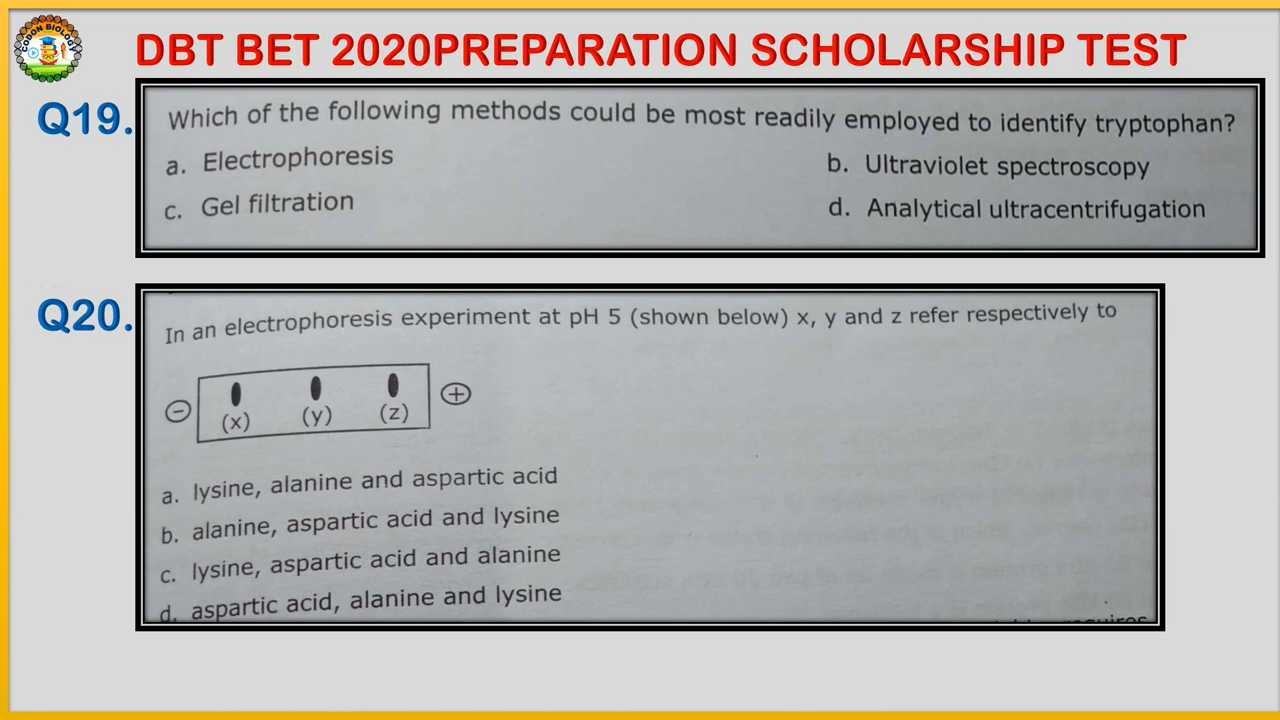 CODON BIOLOGY
DBT BET 2020PREPARATION SCHOLARSHIP TEST
Q19.
Which of the following methods could be most readily employed to identify tryptophan?
a. Electrophoresis
b. Ultraviolet spectroscopy
c. Gel filtration
d. Analytical ultracentrifugation
Q20.
In an electrophoresis experiment at pH 5 (shown below) x, y and z refer respectively to
− (x) (y) (z) +
a. lysine, alanine and aspartic acid
b. alanine, aspartic acid and lysine
c. lysine, aspartic acid and alanine
d. aspartic acid, alanine and lysine
requires